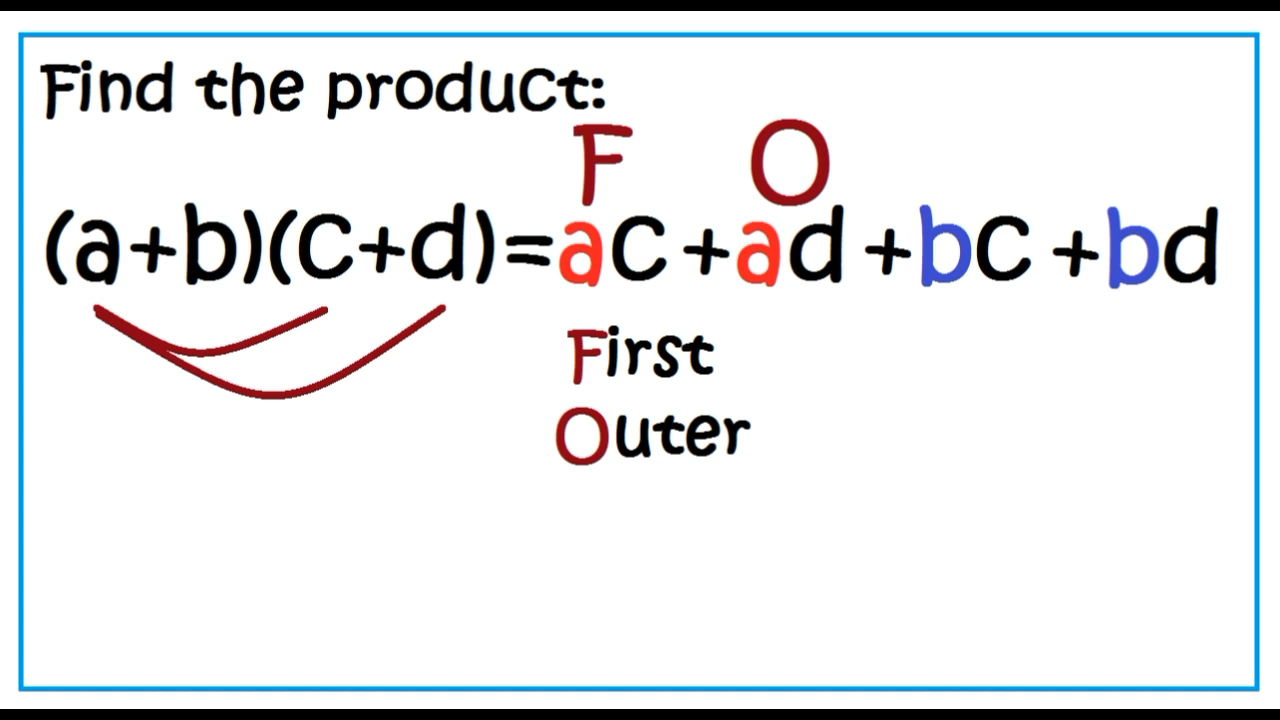 Find the product:
F O
(a+b)(c+d)=ac+ad+bc+bd
First
Outer